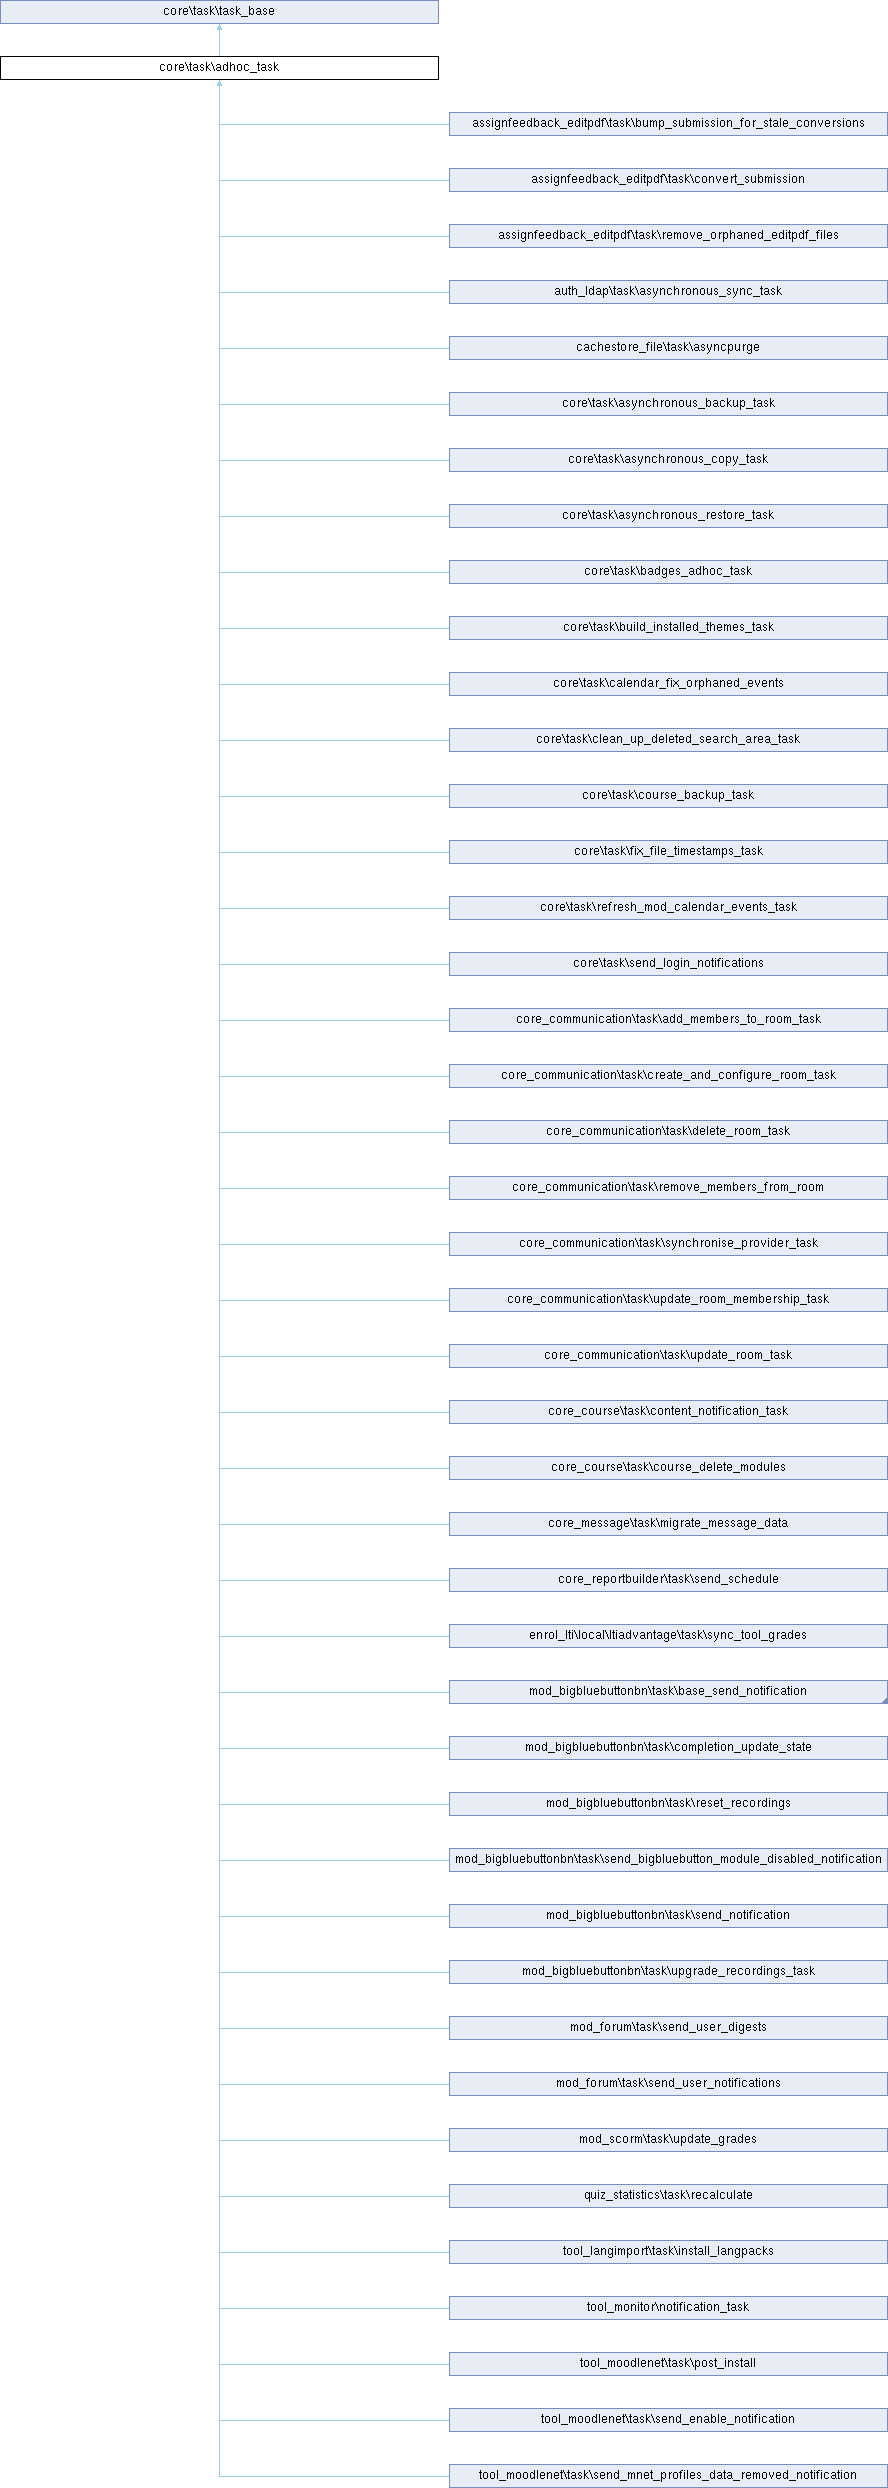 core\task\task_base
core\task\adhoc_task
assignfeedback_editpdf\task\bump_submission_for_stale_conversions
assignfeedback_editpdf\task\convert_submission
assignfeedback_editpdf\task\remove_orphaned_editpdf_files
auth_ldap\task\asynchronous_sync_task
cachestore_file\task\asyncpurge
core\task\asynchronous_backup_task
core\task\asynchronous_copy_task
core\task\asynchronous_restore_task
core\task\badges_adhoc_task
core\task\build_installed_themes_task
core\task\calendar_fix_orphaned_events
core\task\clean_up_deleted_search_area_task
core\task\course_backup_task
core\task\fix_file_timestamps_task
core\task\refresh_mod_calendar_events_task
core\task\send_login_notifications
core_communication\task\add_members_to_room_task
core_communication\task\create_and_configure_room_task
core_communication\task\delete_room_task
core_communication\task\remove_members_from_room
core_communication\task\synchronise_provider_task
core_communication\task\update_room_membership_task
core_communication\task\update_room_task
core_course\task\content_notification_task
core_course\task\course_delete_modules
core_message\task\migrate_message_data
core_reportbuilder\task\send_schedule
enrol_lti\local\ltiadvantage\task\sync_tool_grades
mod_bigbluebuttonbn\task\base_send_notification
mod_bigbluebuttonbn\task\completion_update_state
mod_bigbluebuttonbn\task\reset_recordings
mod_bigbluebuttonbn\task\send_bigbluebutton_module_disabled_notification
mod_bigbluebuttonbn\task\send_notification
mod_bigbluebuttonbn\task\upgrade_recordings_task
mod_forum\task\send_user_digests
mod_forum\task\send_user_notifications
mod_scorm\task\update_grades
quiz_statistics\task\recalculate
tool_langimport\task\install_langpacks
tool_monitor\notification_task
tool_moodlenet\task\post_install
tool_moodlenet\task\send_enable_notification
tool_moodlenet\task\send_mnet_profiles_data_removed_notification